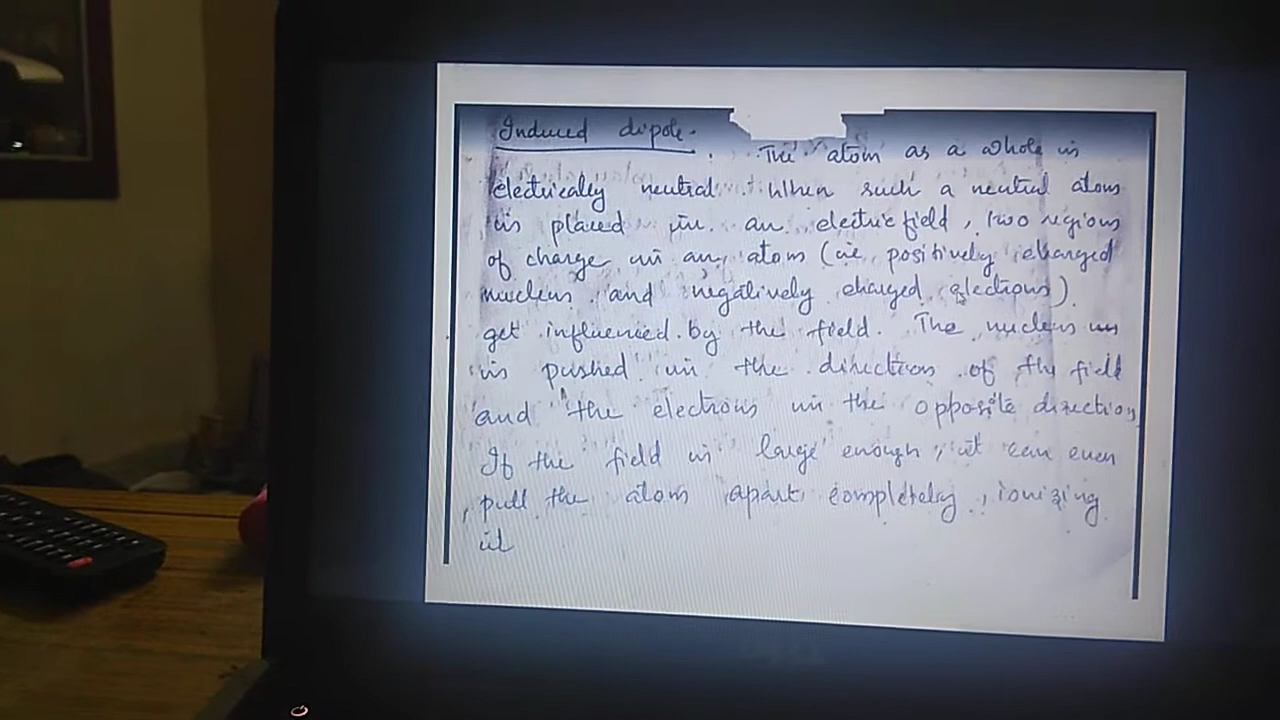 Induced dipole.
The atom as a whole is
electrically neutral. When such a neutral atom
is placed in an electric field, two regions
of charge in an atom (ie, positively charged
nucleus and negatively charged electrons)
get influenced by the field. The nucleus
is pushed in the direction of the field
and the electrons in the opposite direction
If the field is large enough, it can even
pull the atom apart completely, ionizing
it